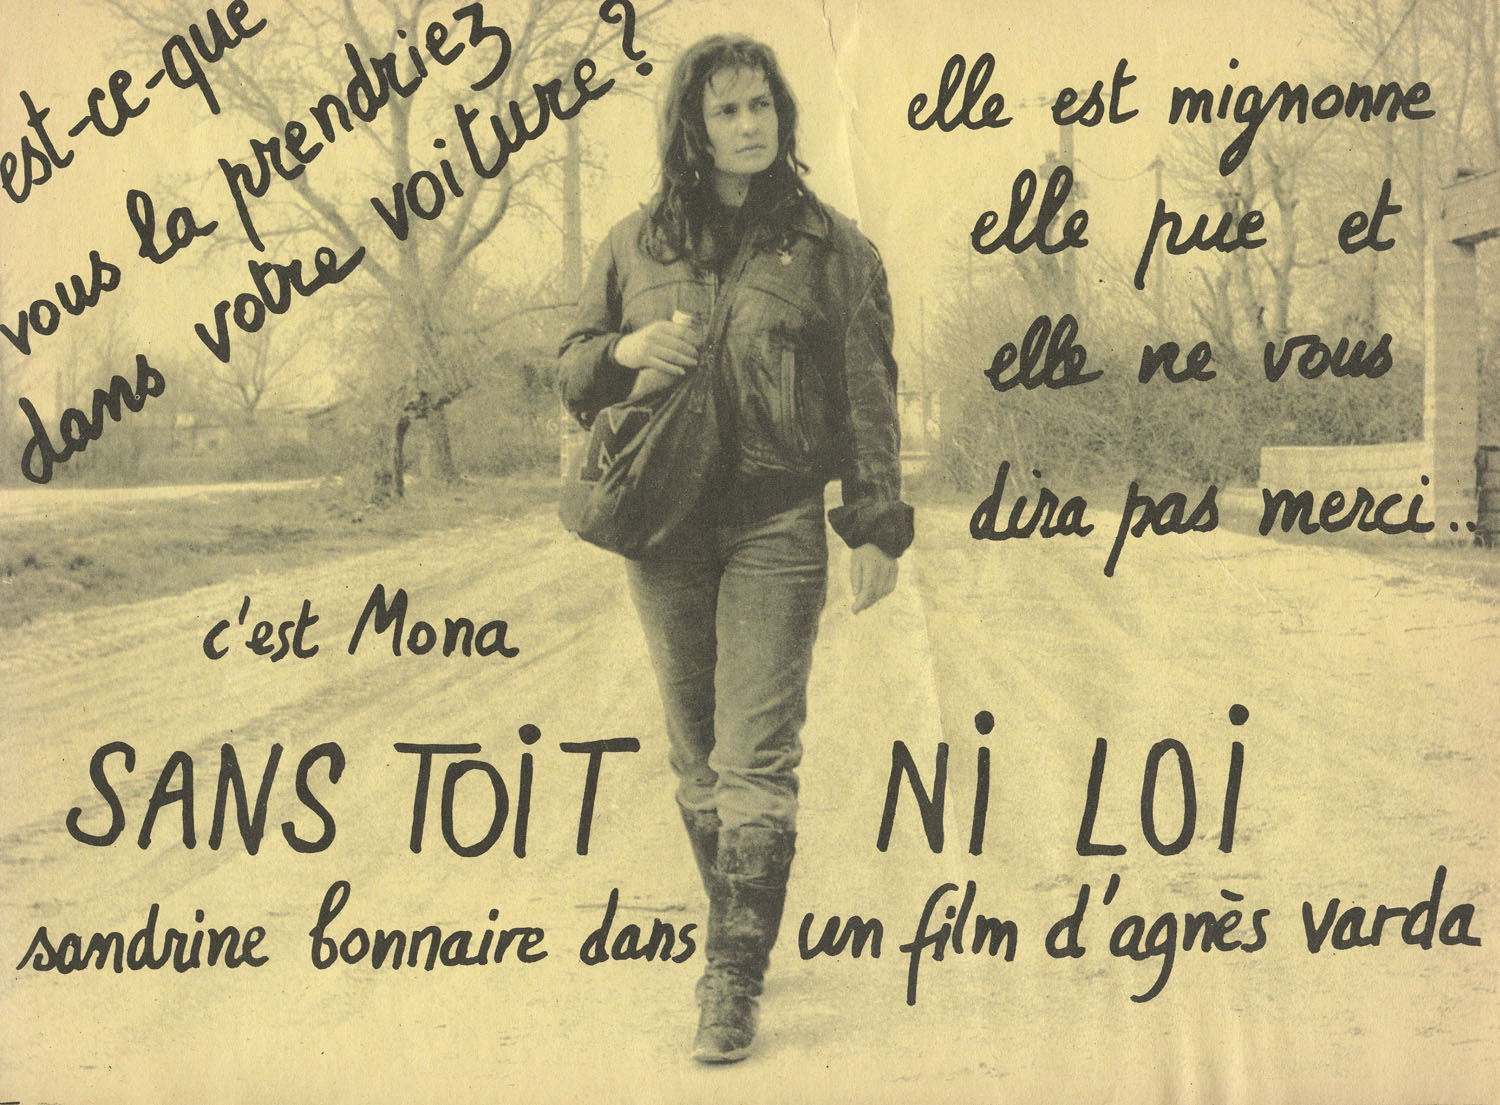 est-ce-que
vous la prendriez
dans votre voiture?
elle est mignonne
elle pue et
elle ne vous
dira pas merci..
c'est Mona
SANS TOiT Ni LOi
sandrine bonnaire dans un film d'agnès varda